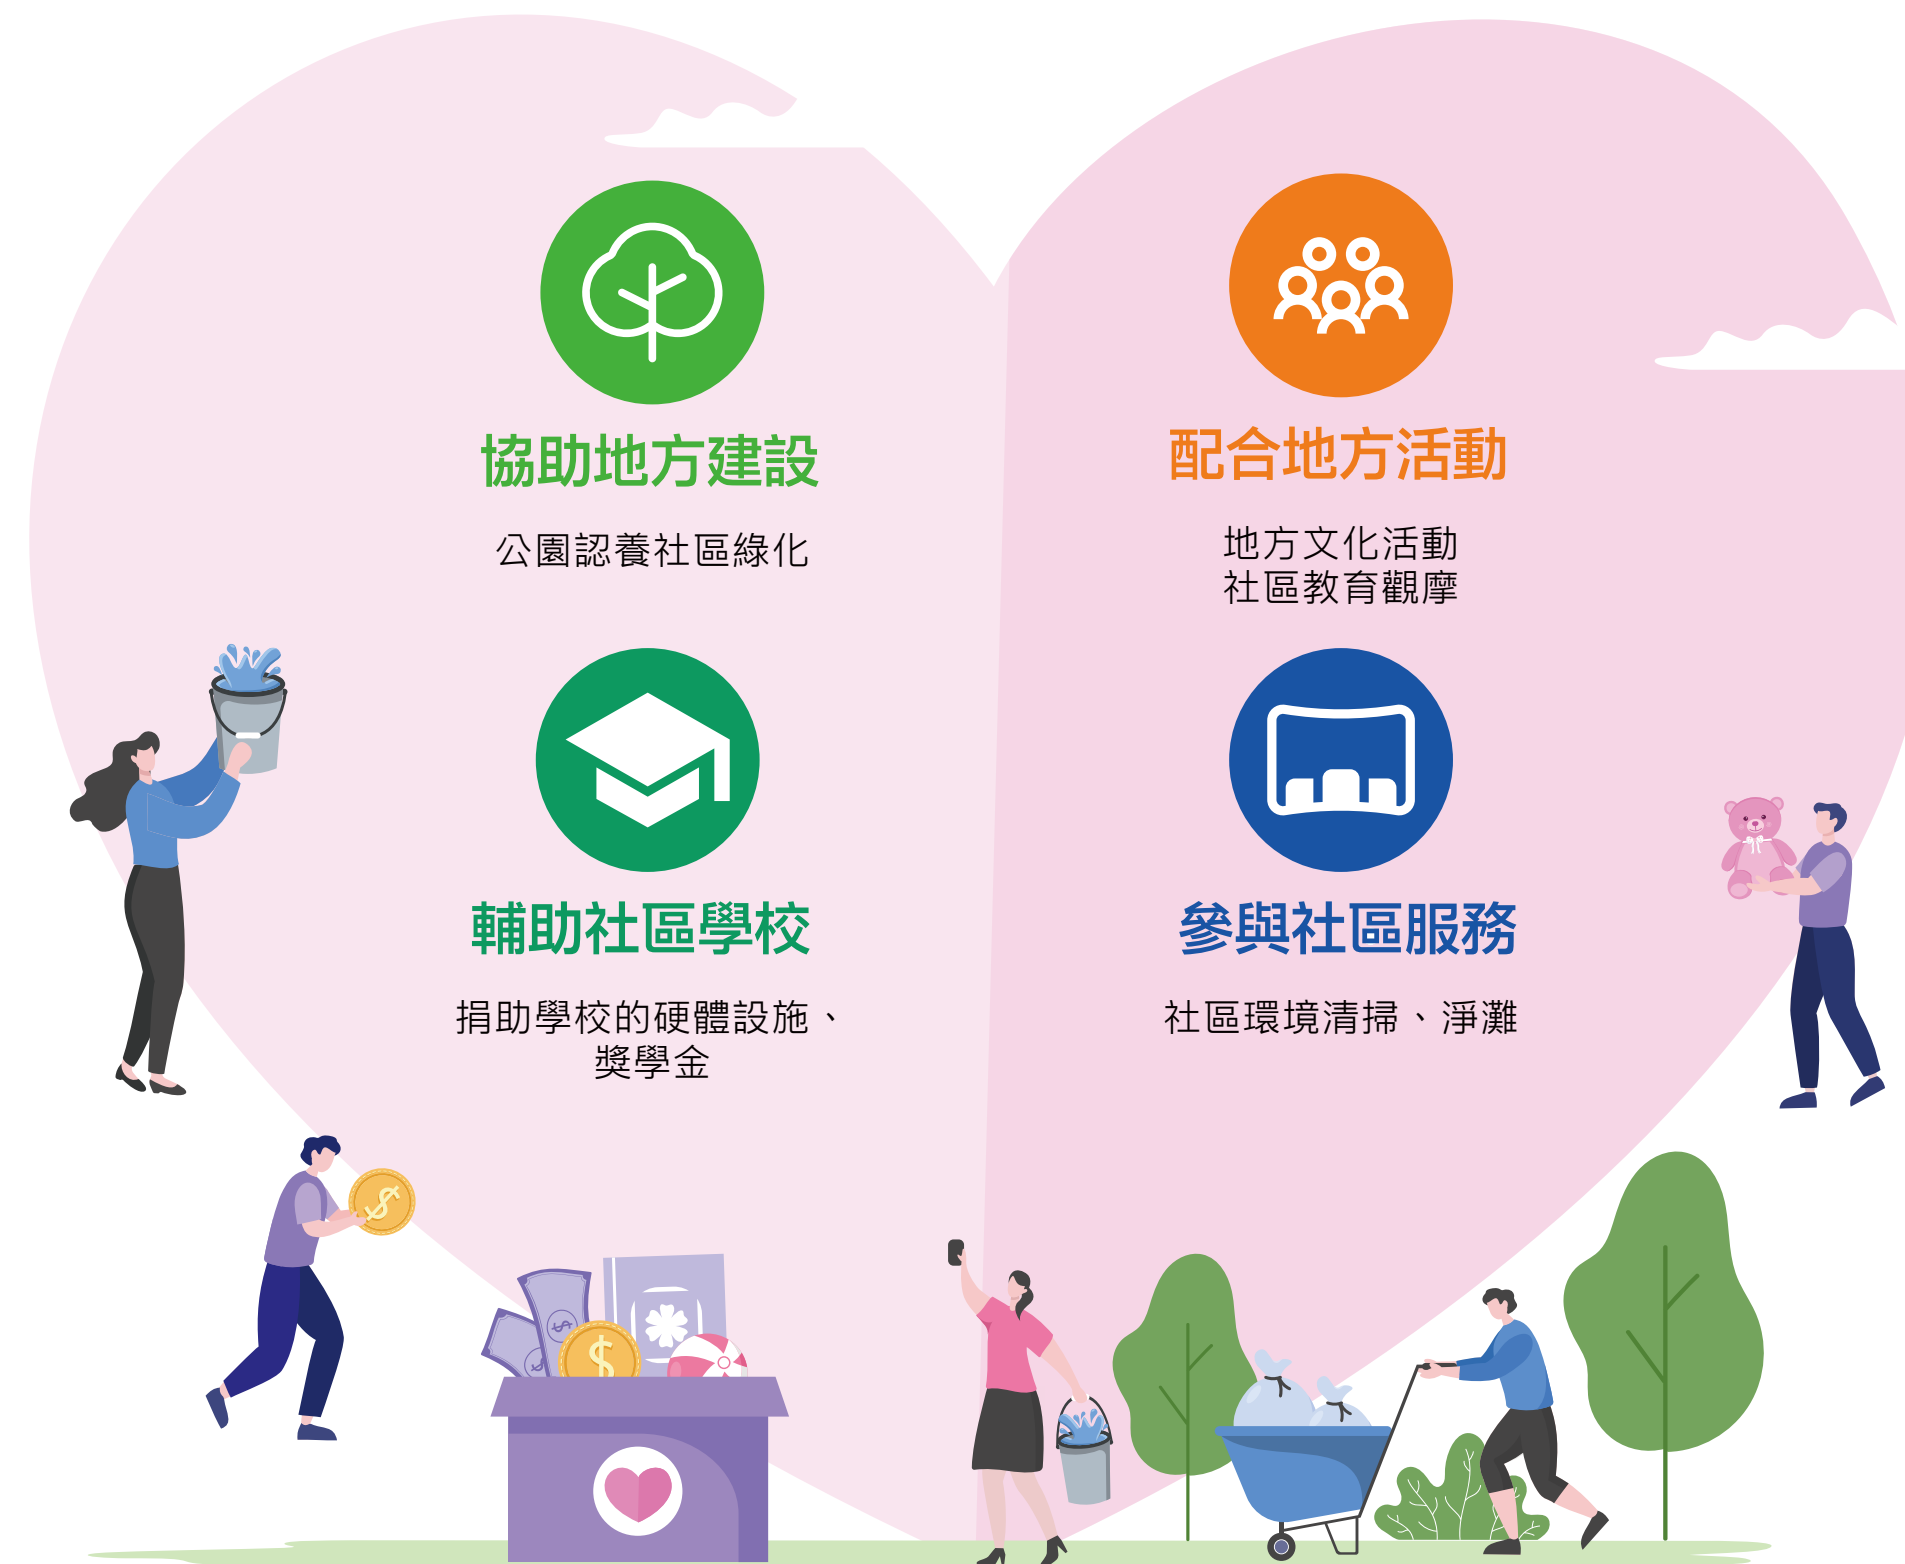 協助地方建設
公園認養社區綠化
配合地方活動
地方文化活動
社區教育觀摩
輔助社區學校
捐助學校的硬體設施、
獎學金
參與社區服務
社區環境清掃、淨灘